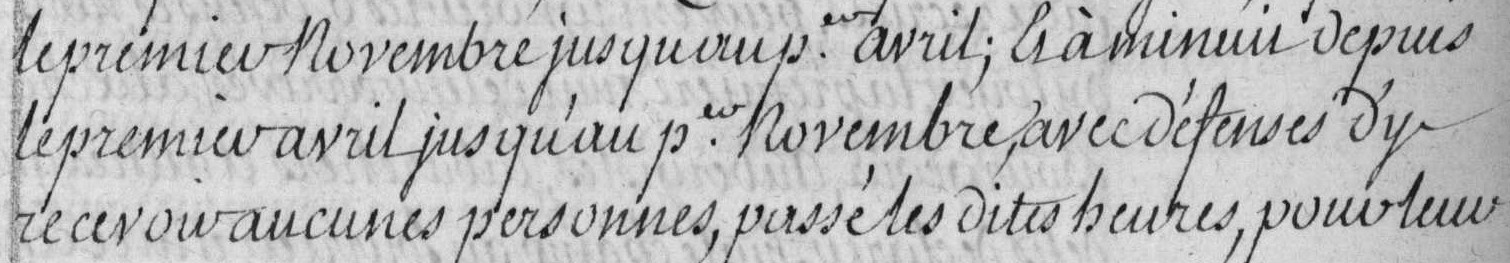 le premier Novembre jusqu'au p.er avril; Et à minuit depuis
le premier avril jusqu'au p.er Novembre, avec défenses d'y
recevoir aucunes personnes, passé les dites heures, pour leur